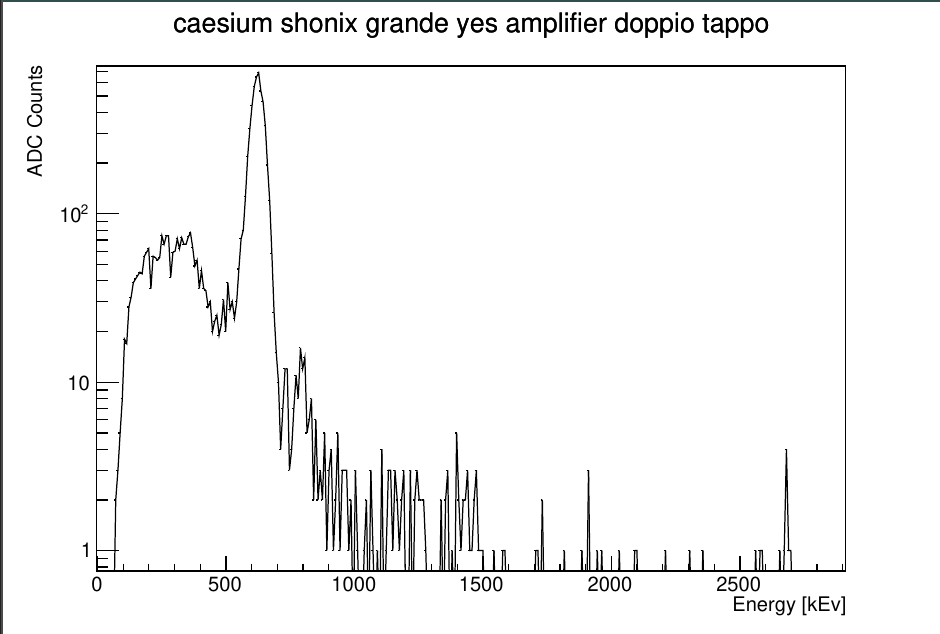 caesium shonix grande yes amplifier doppio tappo
ADC Counts
10²
10
1
0 500 1000 1500 2000 2500
Energy [kEv]